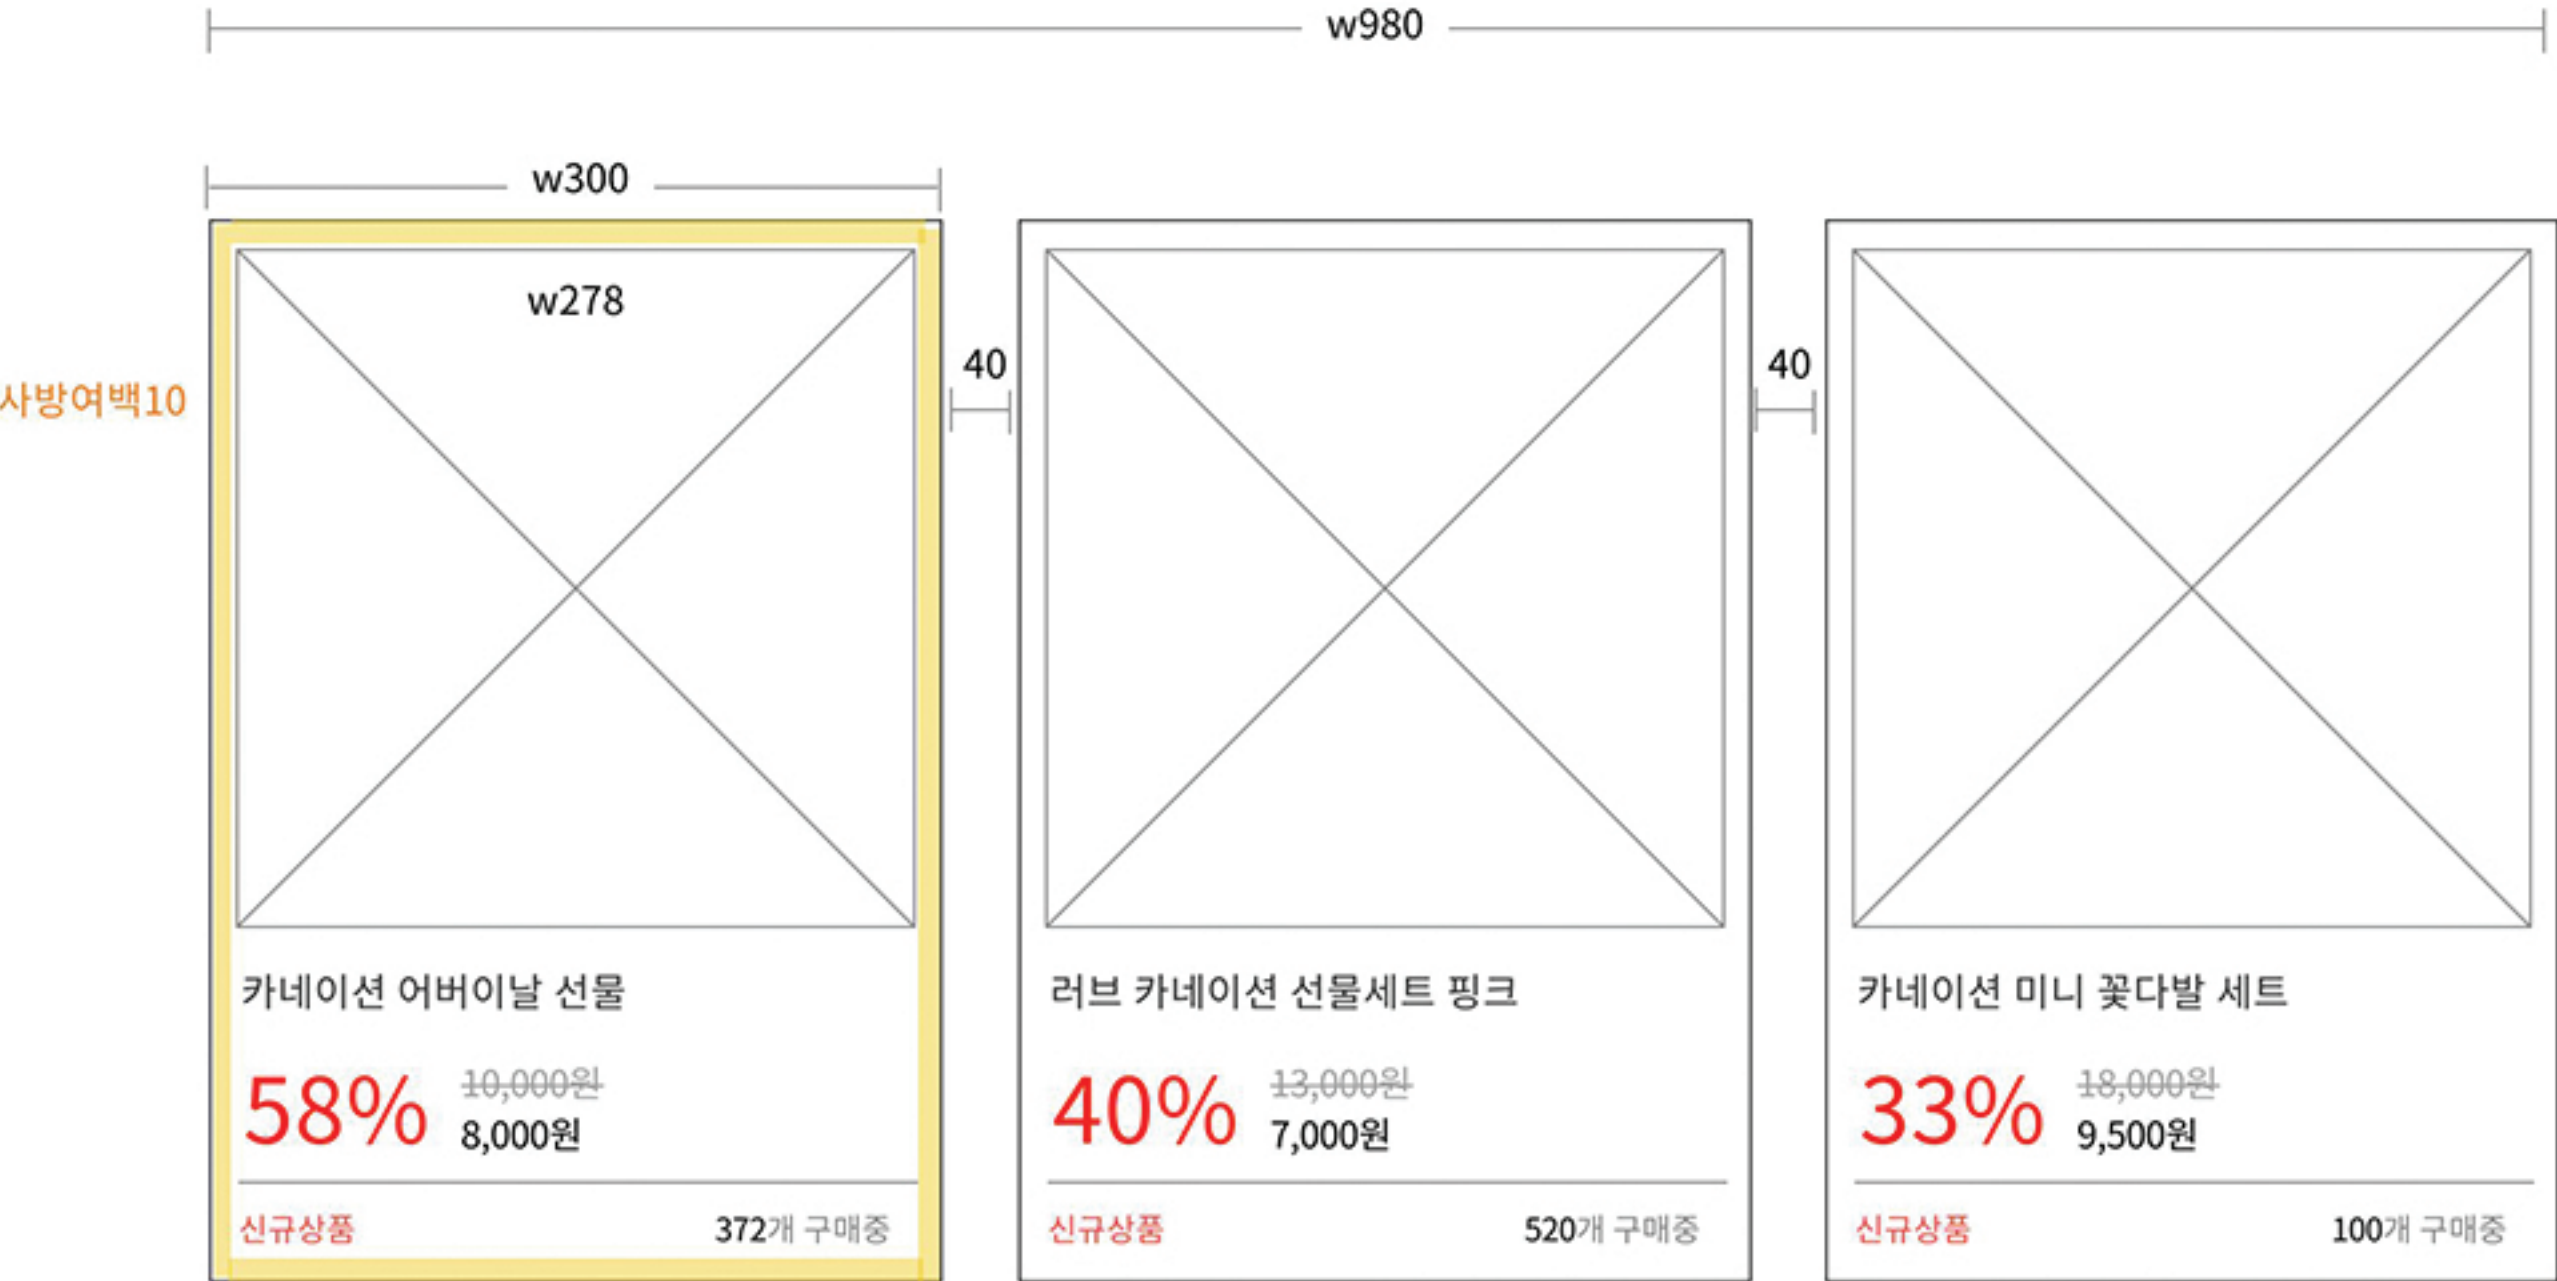 w980
w300
w278
40
40
사방여백10
카네이션 어버이날 선물
58%
10,000원
8,000원
신규상품
372개 구매중
러브 카네이션 선물세트 핑크
40%
13,000원
7,000원
신규상품
520개 구매중
카네이션 미니 꽃다발 세트
33%
18,000원
9,500원
신규상품
100개 구매중